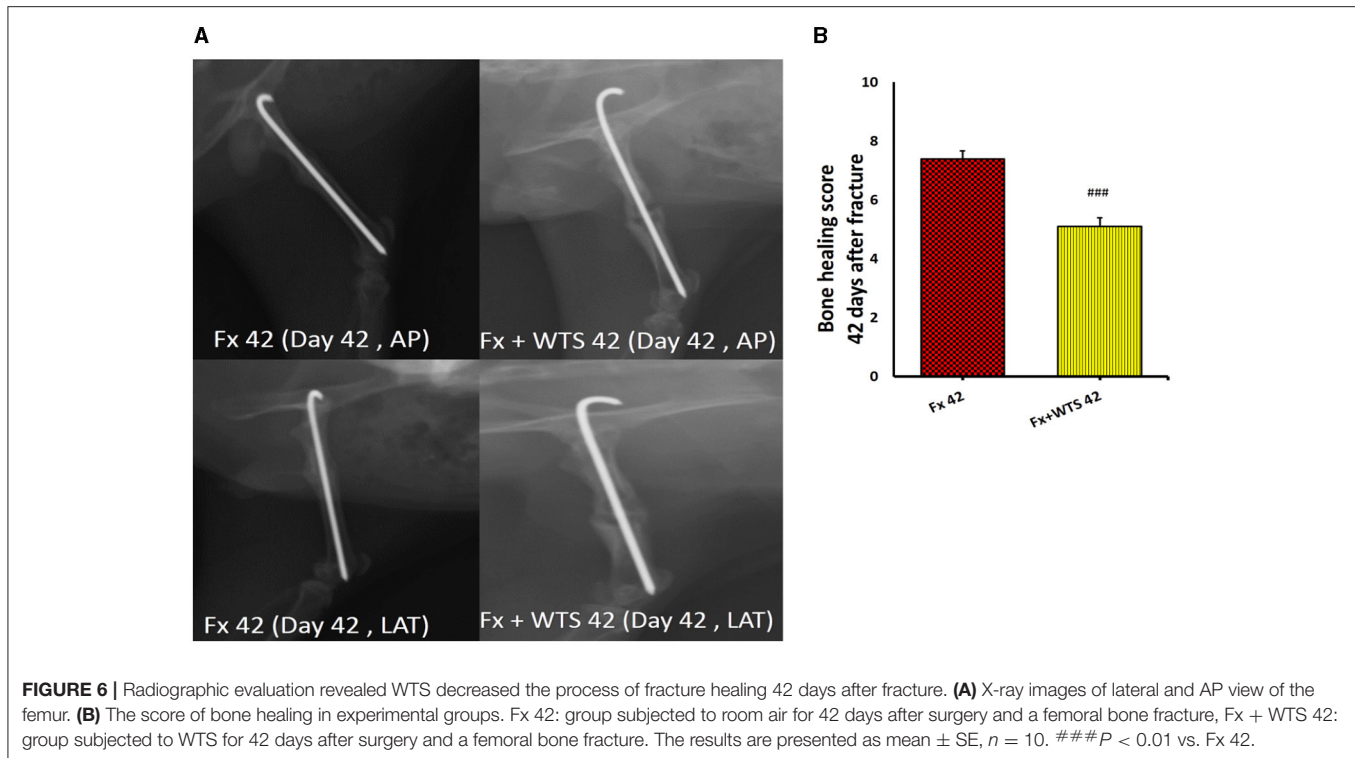 A
B
Fx 42 (Day 42 , AP)
Fx + WTS 42 (Day 42 , AP)
Fx 42 (Day 42 , LAT)
Fx + WTS 42 (Day 42 , LAT)
Bone healing score
42 days after fracture
10
8
6
4
2
0
###
Fx 42
Fx+WTS 42
FIGURE 6 | Radiographic evaluation revealed WTS decreased the process of fracture healing 42 days after fracture. (A) X-ray images of lateral and AP view of the
femur. (B) The score of bone healing in experimental groups. Fx 42: group subjected to room air for 42 days after surgery and a femoral bone fracture, Fx + WTS 42:
group subjected to WTS for 42 days after surgery and a femoral bone fracture. The results are presented as mean ± SE, n = 10. ###P < 0.01 vs. Fx 42.